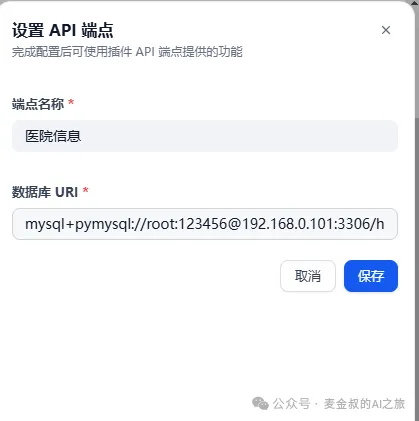 设置 API 端点
完成配置后可使用插件 API 端点提供的功能
端点名称 *
医院信息
数据库 URI *
mysql+pymysql://root:123456@192.168.0.101:3306/h
取消 保存
公众号 · 麦金叔的AI之旅